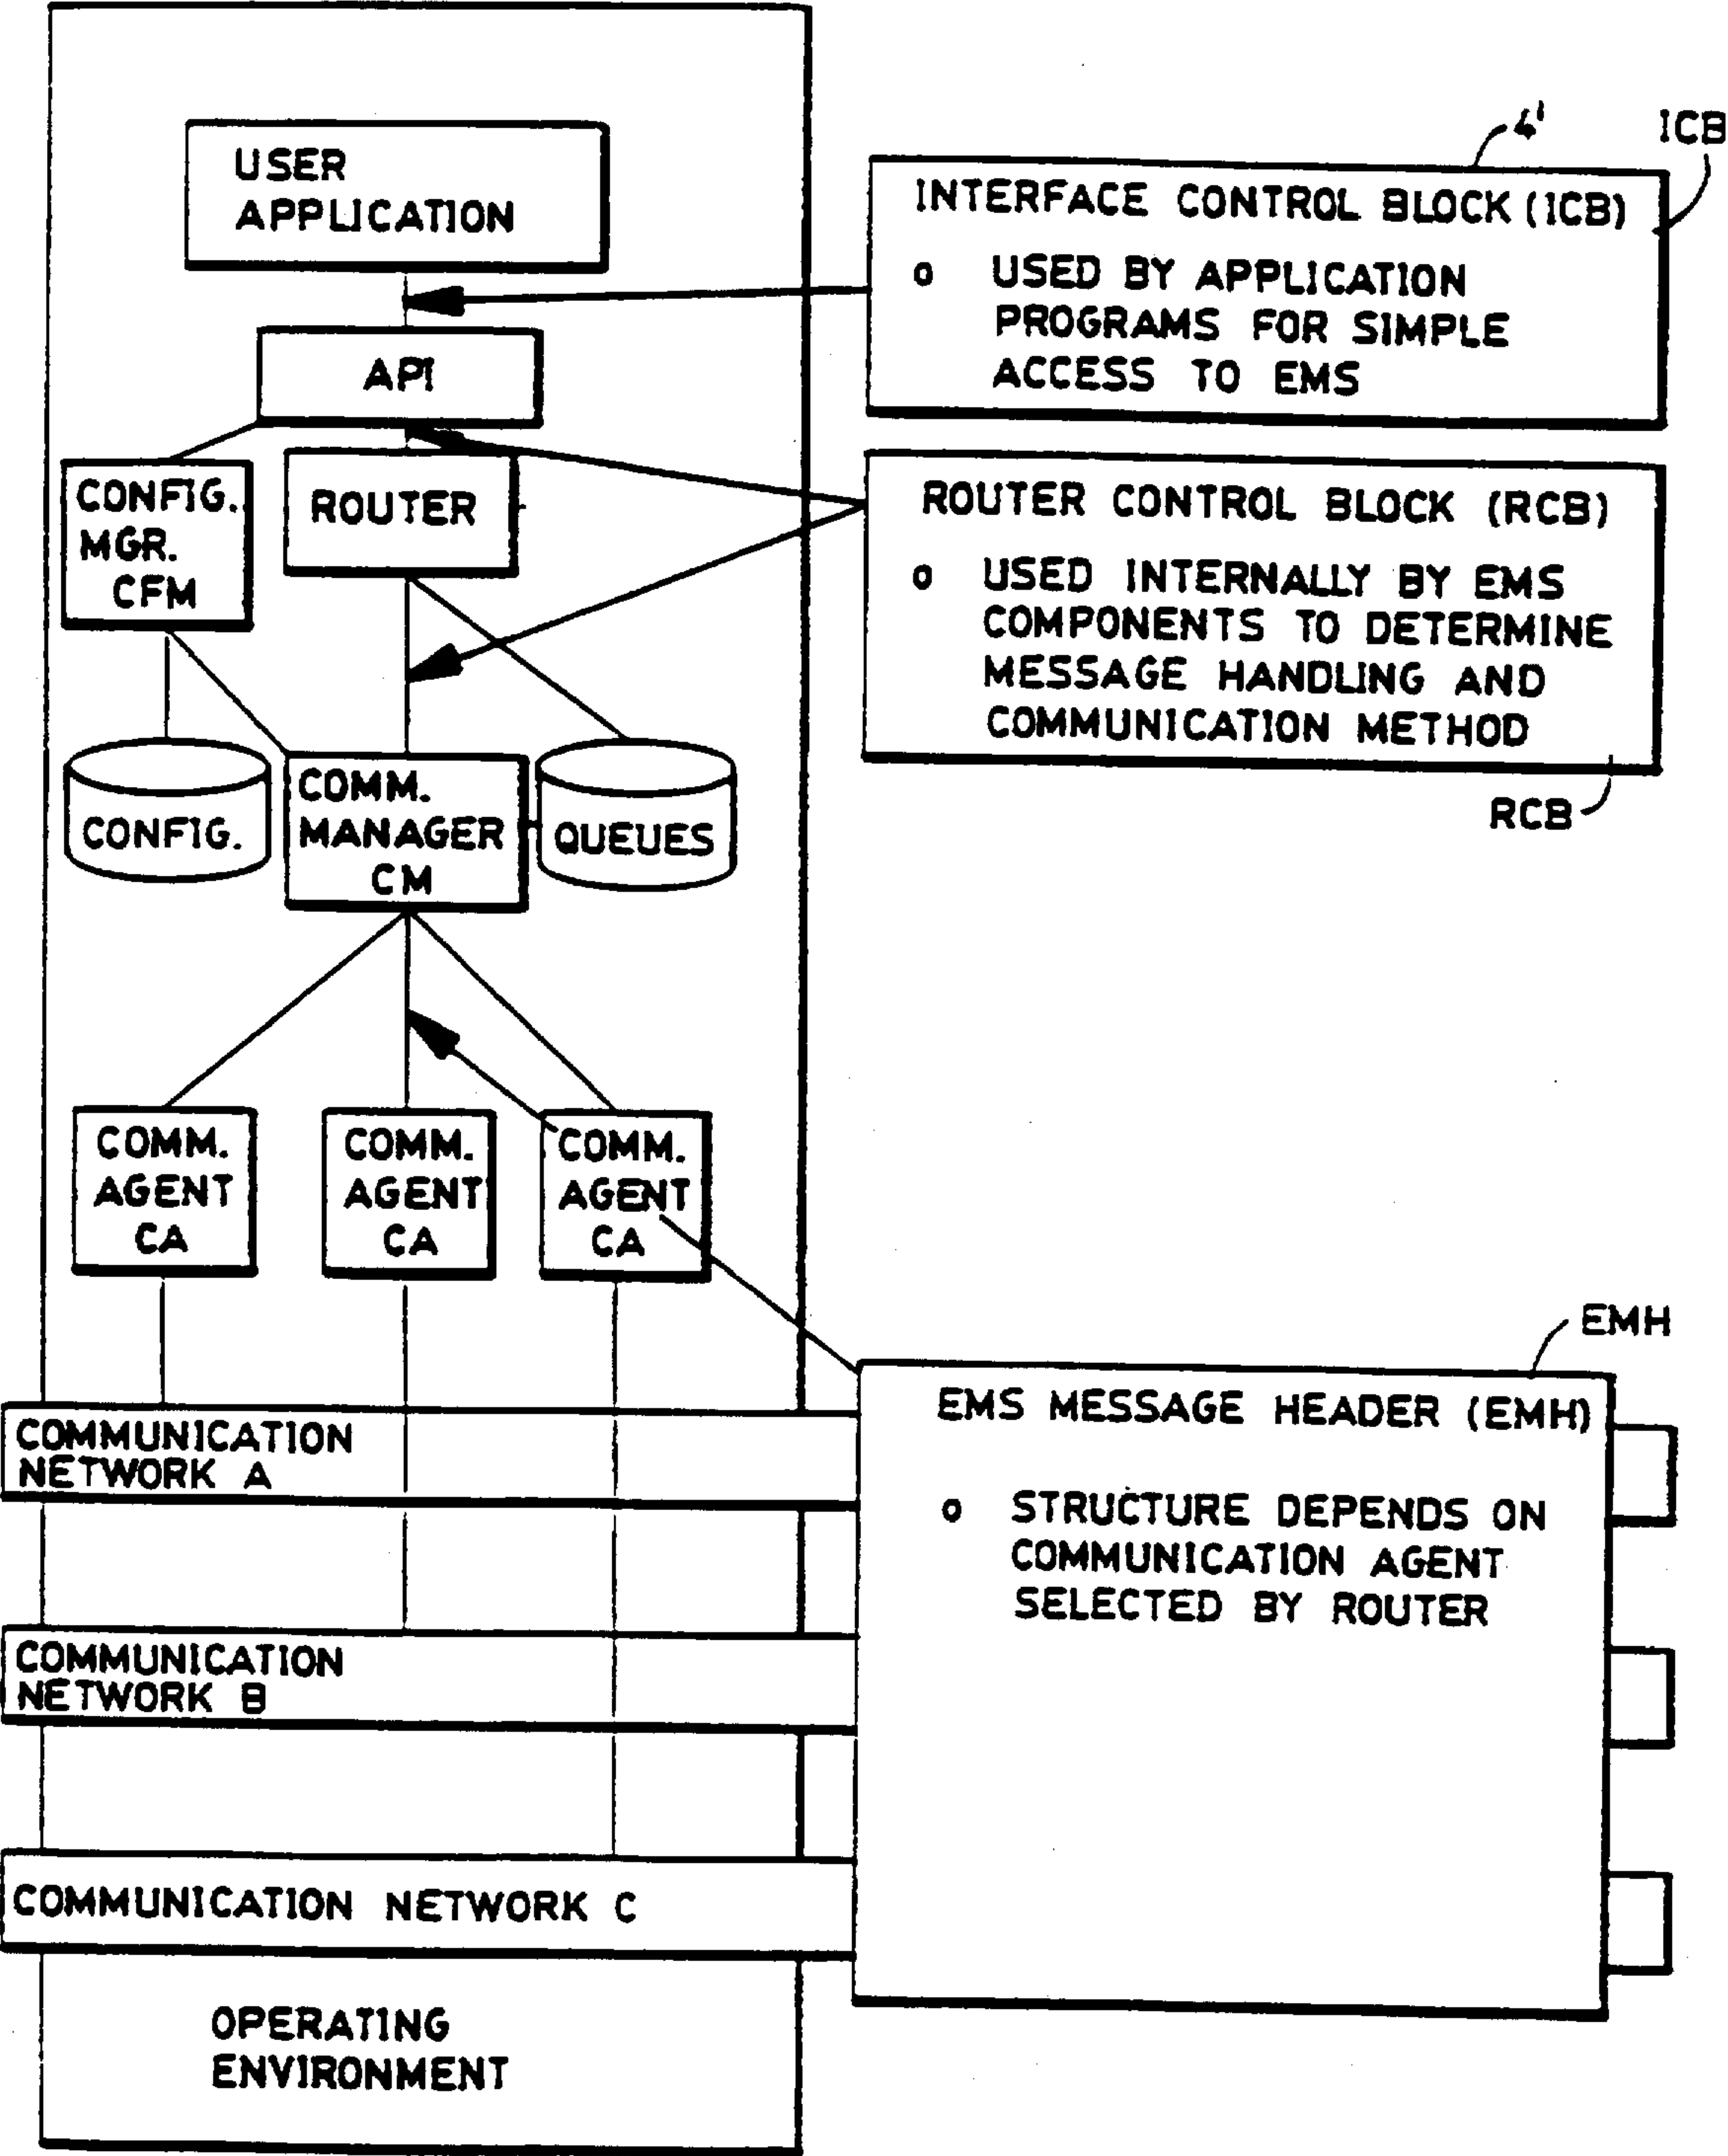 USER
APPLICATION
API
CONFIG.
MGR.
CFM
ROUTER
CONFIG.
COMM.
MANAGER
CM
QUEUES
COMM.
AGENT
CA
COMM.
AGENT
CA
COMM.
AGENT
CA
COMMUNICATION
NETWORK A
COMMUNICATION
NETWORK B
COMMUNICATION NETWORK C
OPERATING
ENVIRONMENT
4'
ICB
INTERFACE CONTROL BLOCK (ICB)
o USED BY APPLICATION
PROGRAMS FOR SIMPLE
ACCESS TO EMS
ROUTER CONTROL BLOCK (RCB)
o USED INTERNALLY BY EMS
COMPONENTS TO DETERMINE
MESSAGE HANDLING AND
COMMUNICATION METHOD
RCB
EMH
EMS MESSAGE HEADER (EMH)
o STRUCTURE DEPENDS ON
COMMUNICATION AGENT
SELECTED BY ROUTER